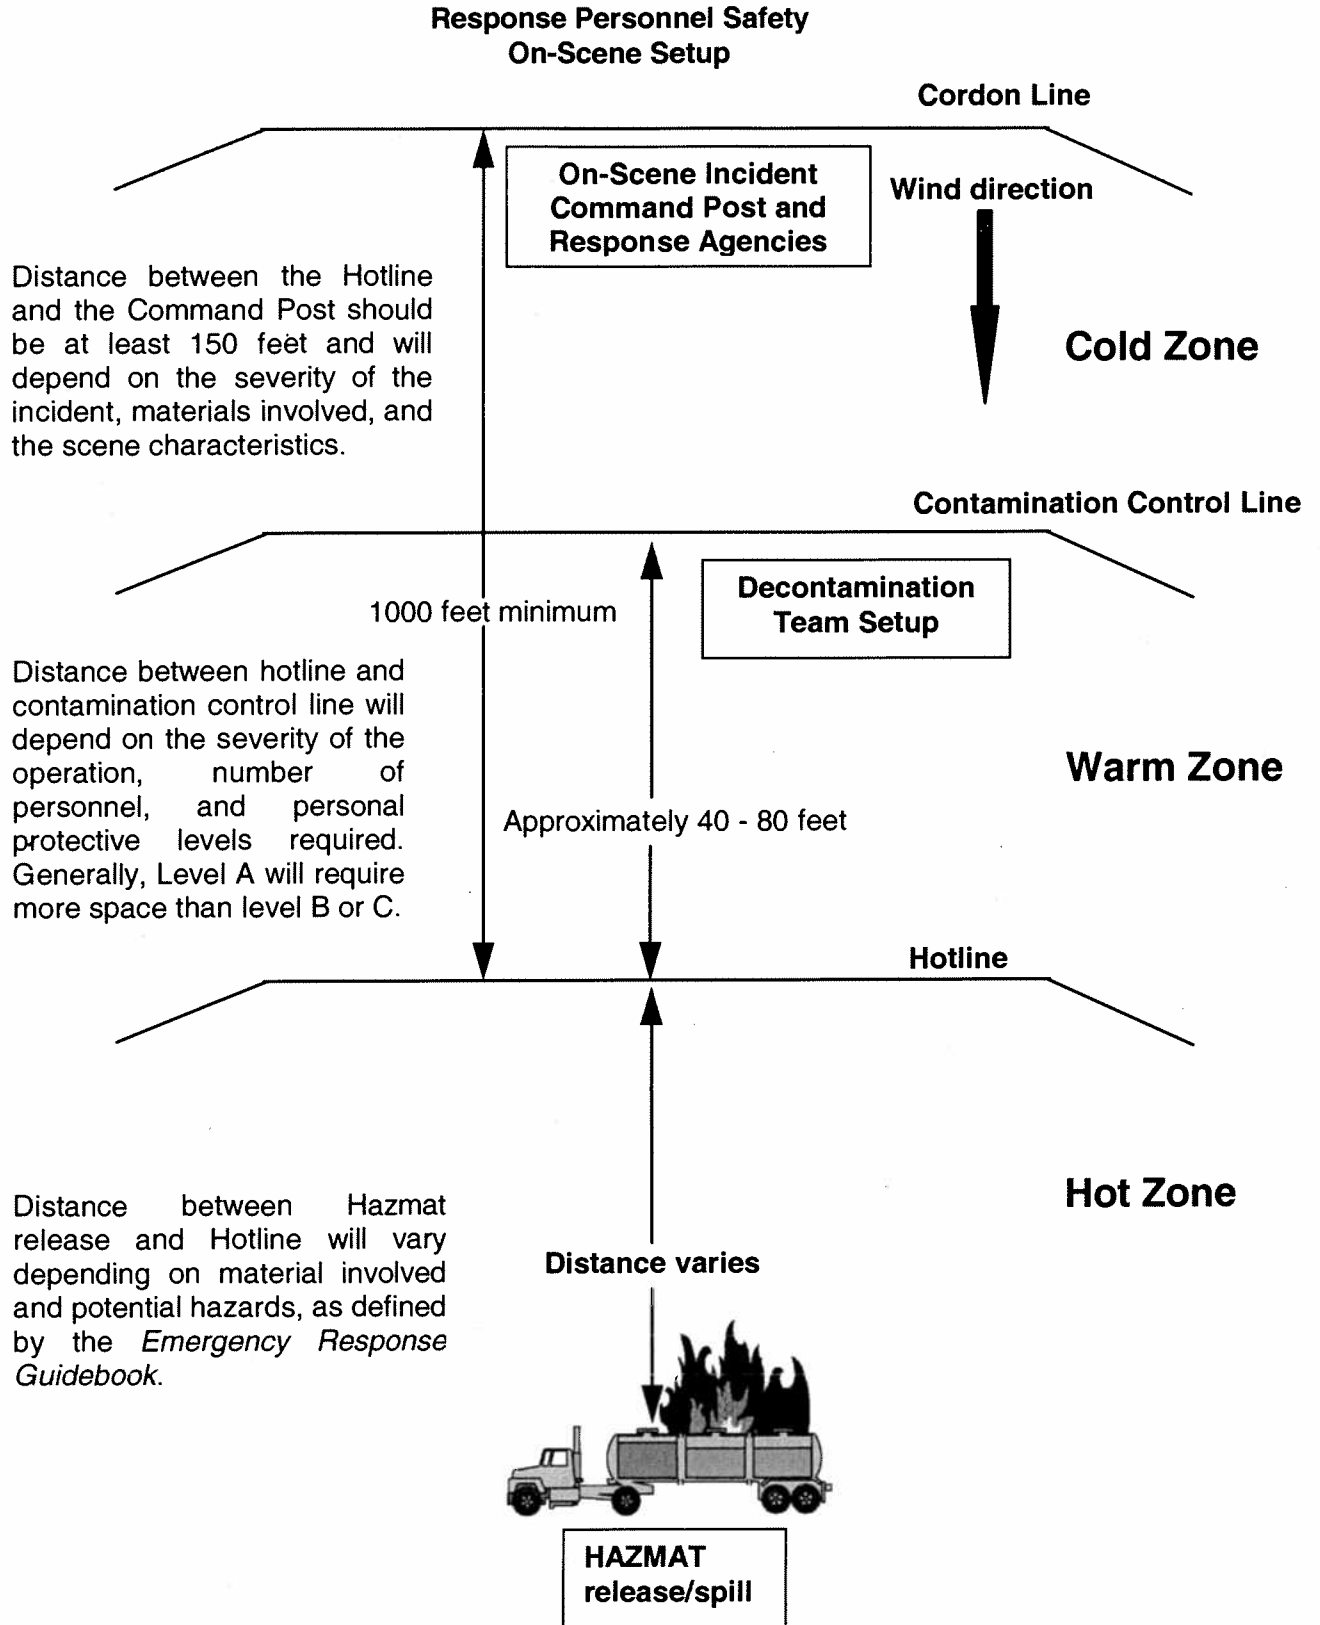 Response Personnel Safety
On-Scene Setup
Cordon Line
On-Scene Incident
Command Post and
Response Agencies
Wind direction
Distance between the Hotline
and the Command Post should
be at least 150 feet and will
depend on the severity of the
incident, materials involved, and
the scene characteristics.
Cold Zone
Contamination Control Line
Decontamination
Team Setup
1000 feet minimum
Distance between hotline and
contamination control line will
depend on the severity of the
operation, number of
personnel, and personal
protective levels required.
Generally, Level A will require
more space than level B or C.
Warm Zone
Approximately 40 - 80 feet
Hotline
Hot Zone
Distance between Hazmat
release and Hotline will vary
depending on material involved
and potential hazards, as defined
by the Emergency Response
Guidebook.
Distance varies
HAZMAT
release/spill